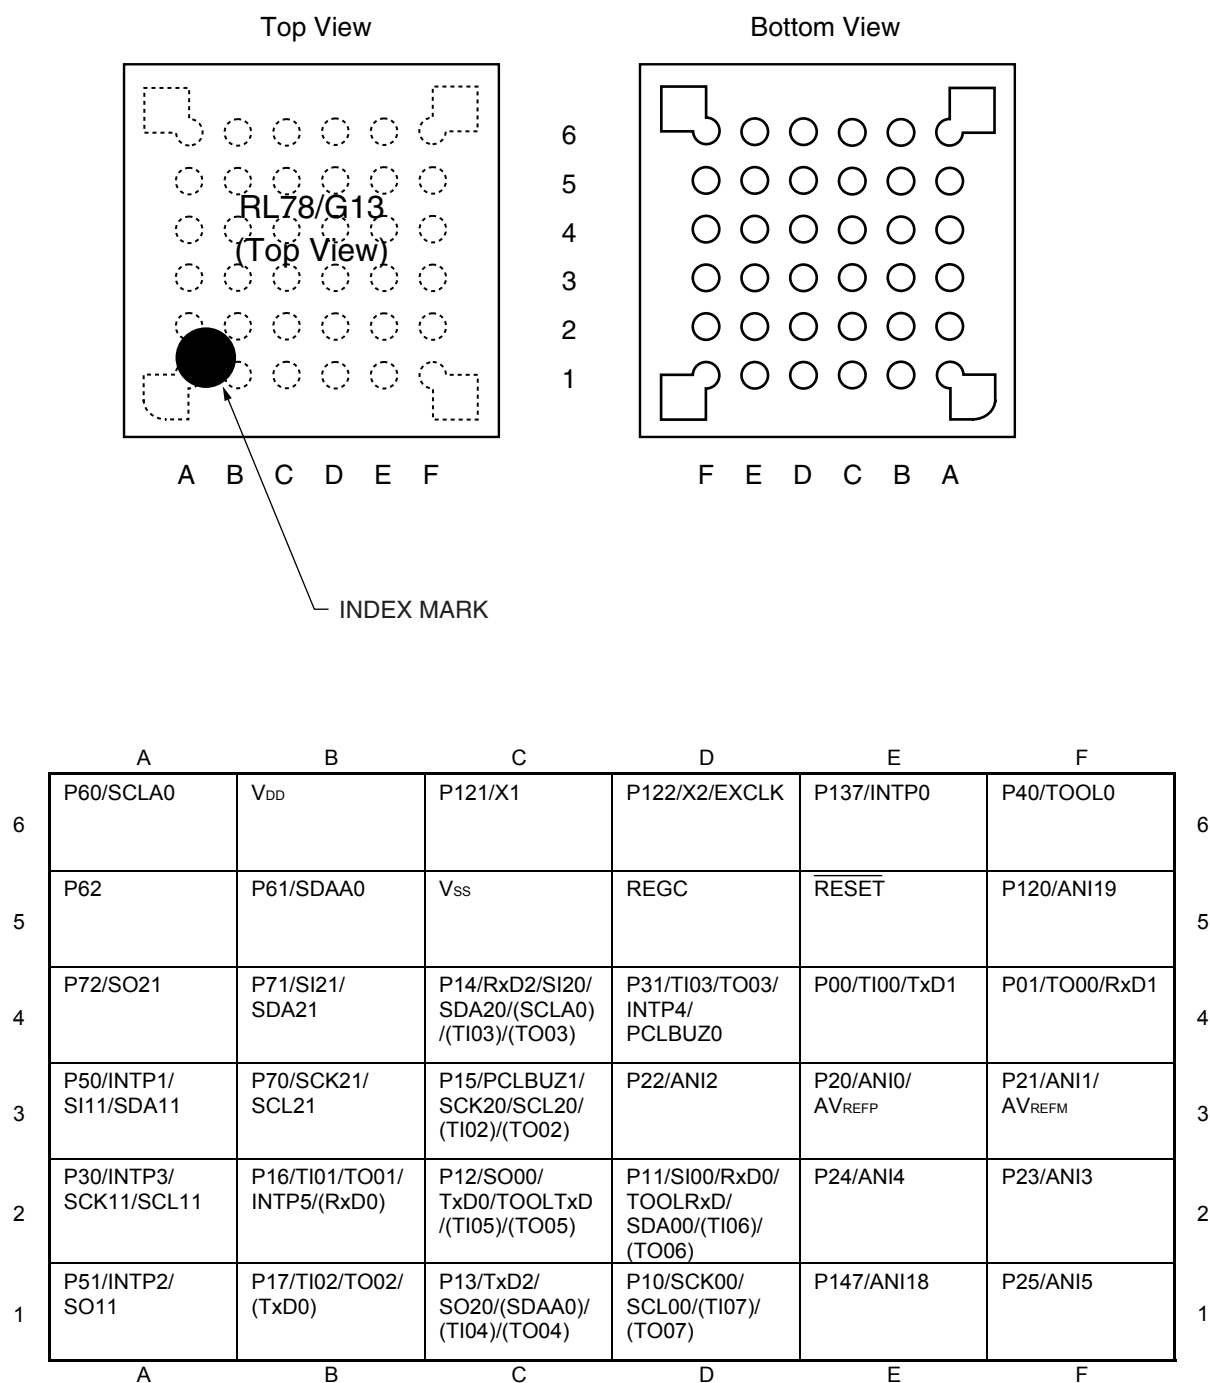 Top View
Bottom View
6
5
RL78/G13
(Top View)
4
3
2
1
A B C D E F
F E D C B A
INDEX MARK
A B C D E F
6
P60/SCLA0
VDD
P121/X1
P122/X2/EXCLK
P137/INTP0
P40/TOOL0
6
5
P62
P61/SDAA0
VSS
REGC
RESET
P120/ANI19
5
4
P72/SO21
P71/SI21/
SDA21
P14/RxD2/SI20/
SDA20/(SCLA0)
/(TI03)/(TO03)
P31/TI03/TO03/
INTP4/
PCLBUZ0
P00/TI00/TxD1
P01/TO00/RxD1
4
3
P50/INTP1/
SI11/SDA11
P70/SCK21/
SCL21
P15/PCLBUZ1/
SCK20/SCL20/
(TI02)/(TO02)
P22/ANI2
P20/ANI0/
AVREFP
P21/ANI1/
AVREFM
3
2
P30/INTP3/
SCK11/SCL11
P16/TI01/TO01/
INTP5/(RxD0)
P12/SO00/
TxD0/TOOLTxD
/(TI05)/(TO05)
P11/SI00/RxD0/
TOOLRxD/
SDA00/(TI06)/
(TO06)
P24/ANI4
P23/ANI3
2
1
P51/INTP2/
SO11
P17/TI02/TO02/
(TxD0)
P13/TxD2/
SO20/(SDAA0)/
(TI04)/(TO04)
P10/SCK00/
SCL00/(TI07)/
(TO07)
P147/ANI18
P25/ANI5
1
A B C D E F